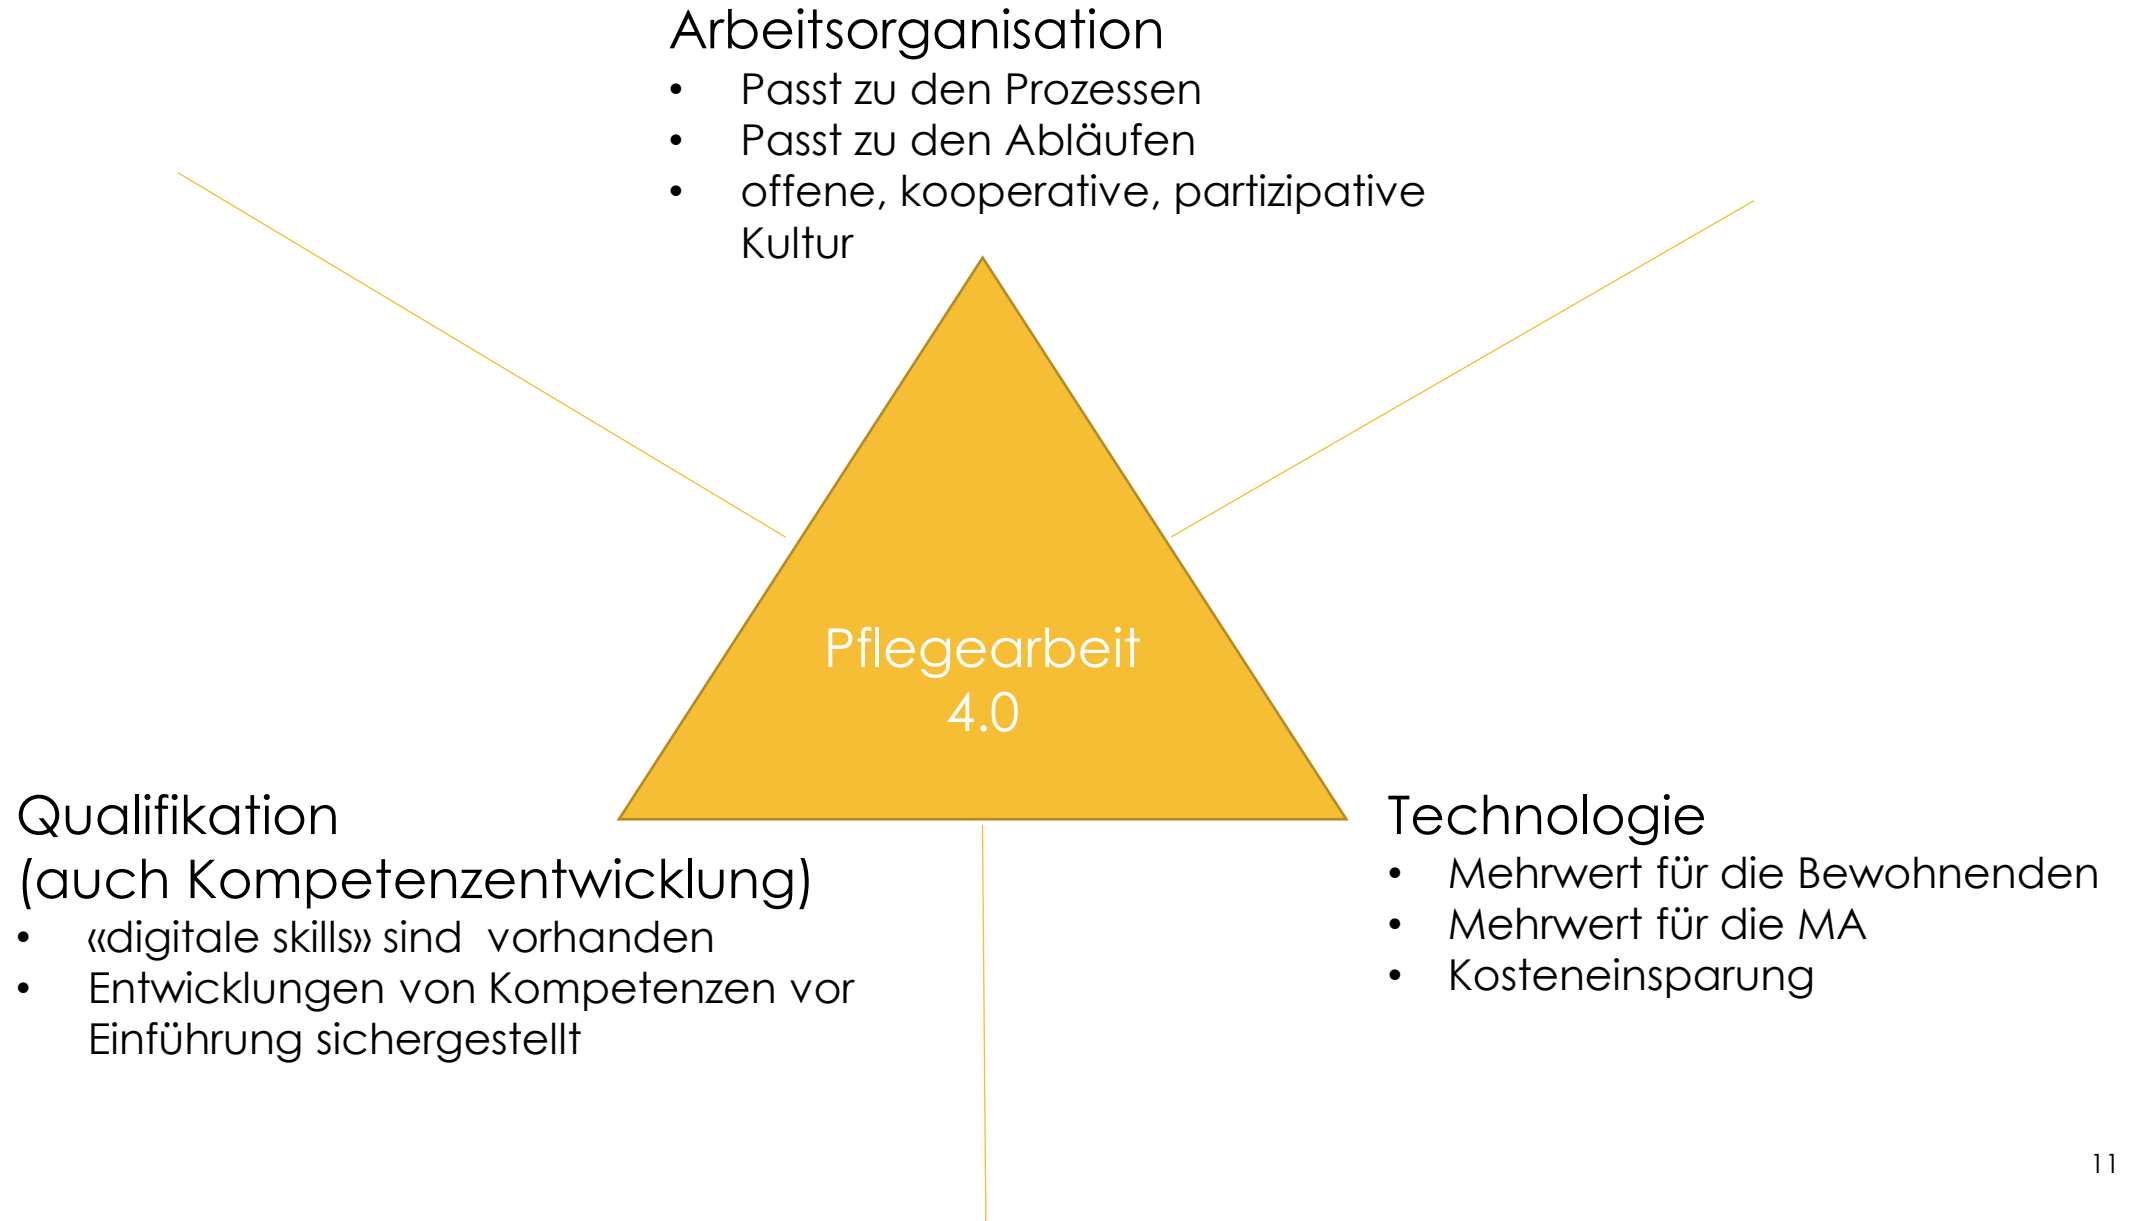 Arbeitsorganisation
• Passt zu den Prozessen
• Passt zu den Abläufen
• offene, kooperative, partizipative
Kultur
Pflegearbeit
4.0
Qualifikation
(auch Kompetenzentwicklung)
• «digitale skills» sind  vorhanden
• Entwicklungen von Kompetenzen vor
Einführung sichergestellt
Technologie
• Mehrwert für die Bewohnenden
• Mehrwert für die MA
• Kosteneinsparung
11